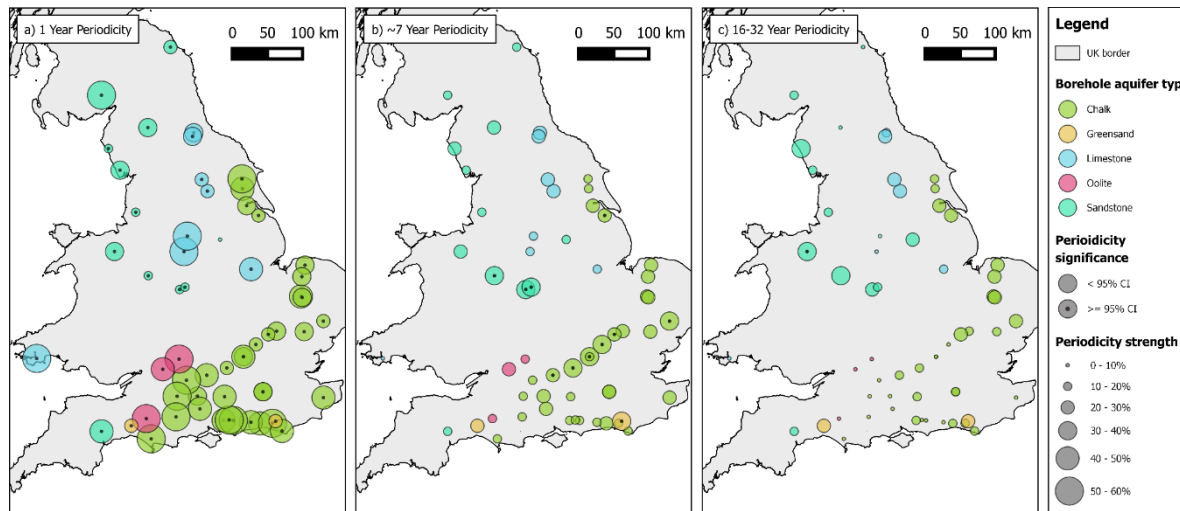 a) 1 Year Periodicity
0 50 100 km
b) ~7 Year Periodicity
0 50 100 km
c) 16-32 Year Periodicity
0 50 100 km
Legend
UK border
Borehole aquifer typ
Chalk
Greensand
Limestone
Oolite
Sandstone
Perioidicity
significance
< 95% CI
>= 95% CI
Periodicity strength
0 - 10%
10 - 20%
20 - 30%
30 - 40%
40 - 50%
50 - 60%